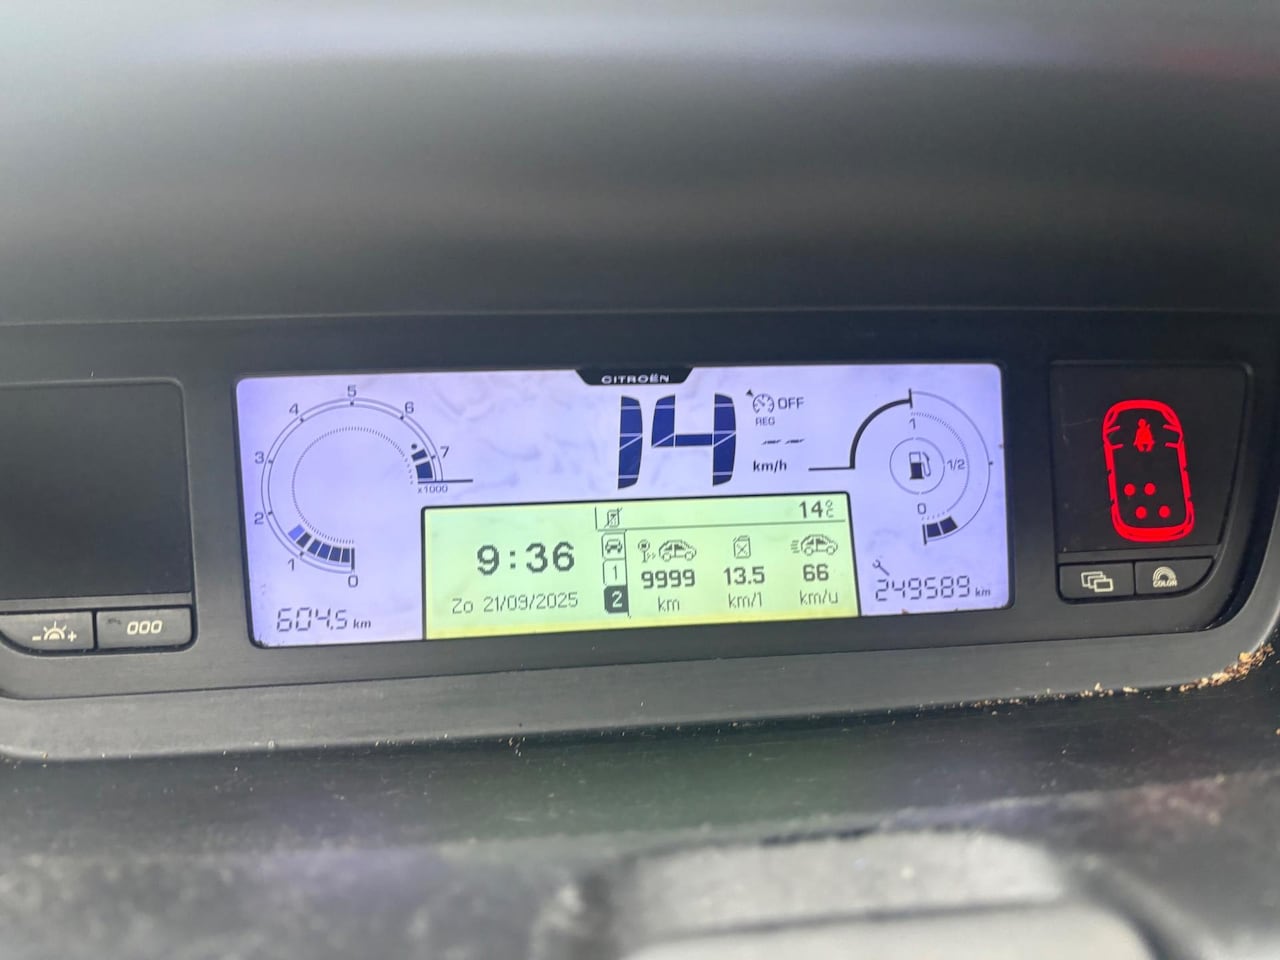 CITROËN
5
4
6
3
7
x1000
2
1
0
604.5 km
14
OFF
REG
-- --
km/h
1
1/2
0
14°C
9:36
Zo 21/09/2025
1
2
9999
km
13.5
km/l
66
km/u
249589 km
000
COLOR